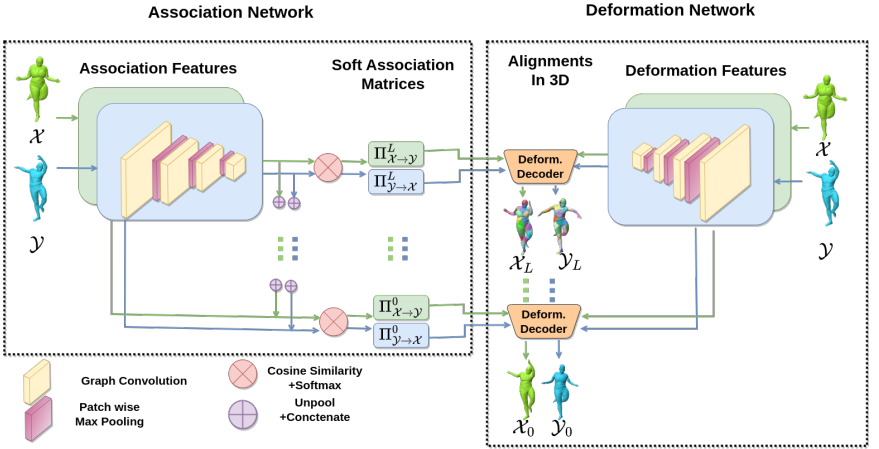 Association Network
Deformation Network
Association Features
Soft Association
Matrices
Alignments
In 3D
Deformation Features
𝒳
𝒴
Π^L_{𝒳→𝒴}
Π^L_{𝒴→𝒳}
Deform.
Decoder
𝒳
𝒴
𝒳_L
𝒴_L
Π^0_{𝒳→𝒴}
Π^0_{𝒴→𝒳}
Deform.
Decoder
𝒳_0
𝒴_0
Graph Convolution
Patch wise
Max Pooling
Cosine Similarity
+Softmax
Unpool
+Conctenate